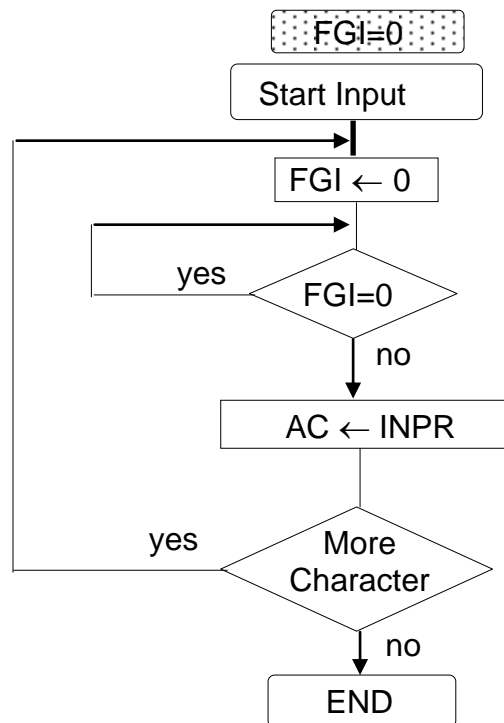 FGI=0
Start Input
FGI ← 0
yes
FGI=0
no
AC ← INPR
yes
More
Character
no
END